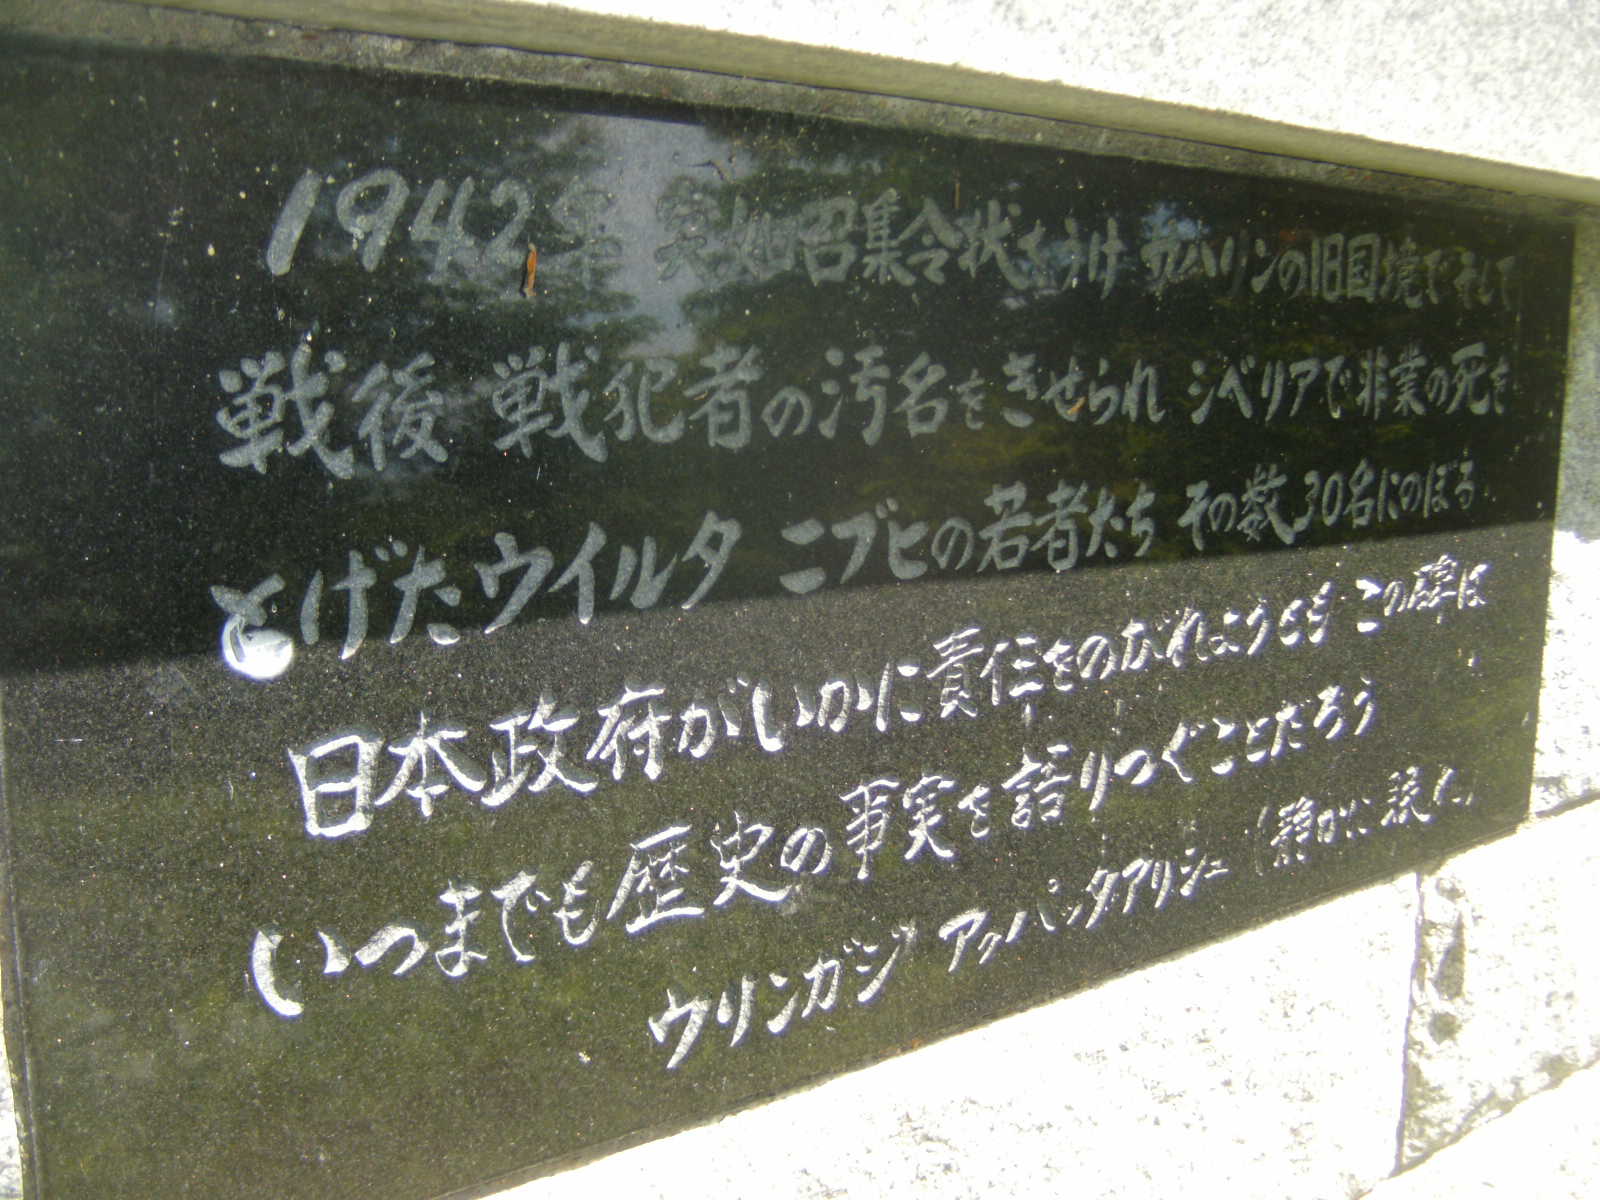 1942年 突如召集令状をうけ サハリンの旧国境でそして
戦後 戦犯者の汚名をきせられ シベリアで非業の死を
とげたウイルタ ニブヒの若者たち その数30名にのぼる
日本政府がいかに責任をのがれようとも この碑は
いつまでも歴史の事実を語りつぐことだろう
ウリンガジ アクパッタアリシュ (静かに眠れ)